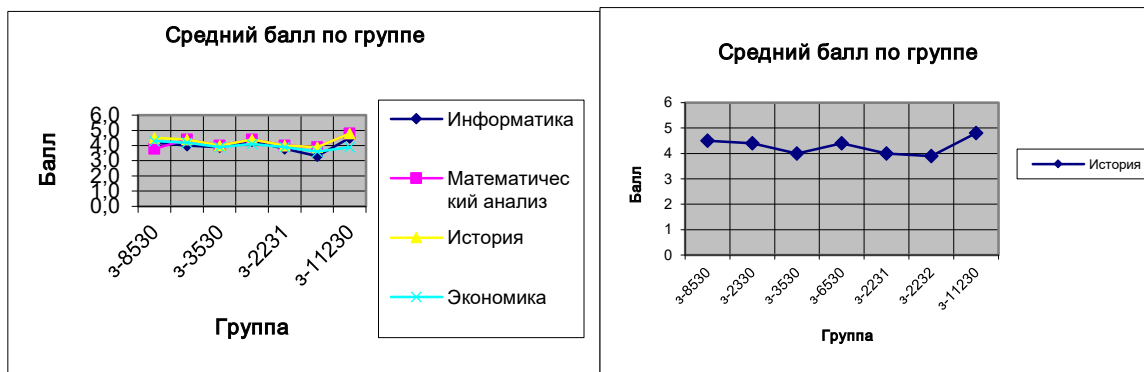 Средний балл по группе
Балл
6,0
5,0
4,0
3,0
2,0
1,0
0,0
з-8530
з-3530
з-2231
з-11230
Группа
Информатика
Математичес
кий анализ
История
Экономика
Средний балл по группе
Балл
6
5
4
3
2
1
0
з-8530
з-2330
з-3530
з-6530
з-2231
з-2232
з-11230
Группа
История